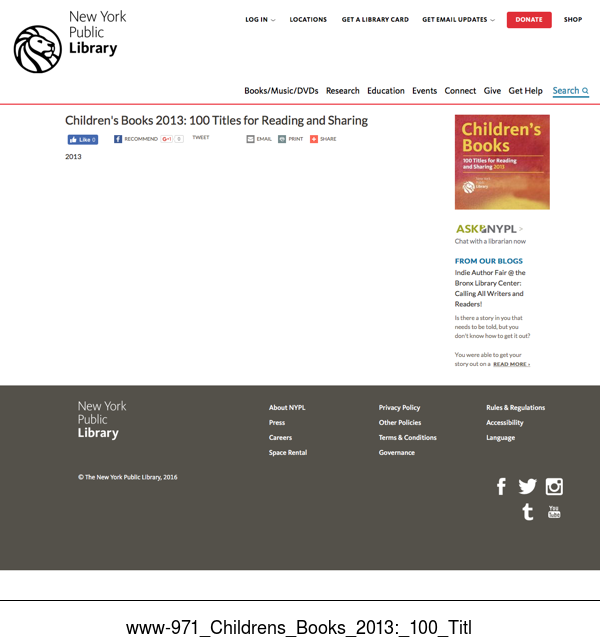 New York
Public
Library
LOG IN
LOCATIONS
GET A LIBRARY CARD
GET EMAIL UPDATES
DONATE
SHOP
Books/Music/DVDs Research Education Events Connect Give Get Help Search
Children's Books 2013: 100 Titles for Reading and Sharing
Like 0
RECOMMEND
G+1 0
TWEET
EMAIL
PRINT
SHARE
2013
Children's
Books
100 Titles for Reading
and Sharing 2013
New York
Public
Library
ASK NYPL >
Chat with a librarian now
FROM OUR BLOGS
Indie Author Fair @ the
Bronx Library Center:
Calling All Writers and
Readers!
Is there a story in you that
needs to be told, but you
don't know how to get it out?
You were able to get your
story out on a READ MORE ›
New York
Public
Library
© The New York Public Library, 2016
About NYPL
Press
Careers
Space Rental
Privacy Policy
Other Policies
Terms & Conditions
Governance
Rules & Regulations
Accessibility
Language
You
Tube
www-971_Childrens_Books_2013:_100_Titl